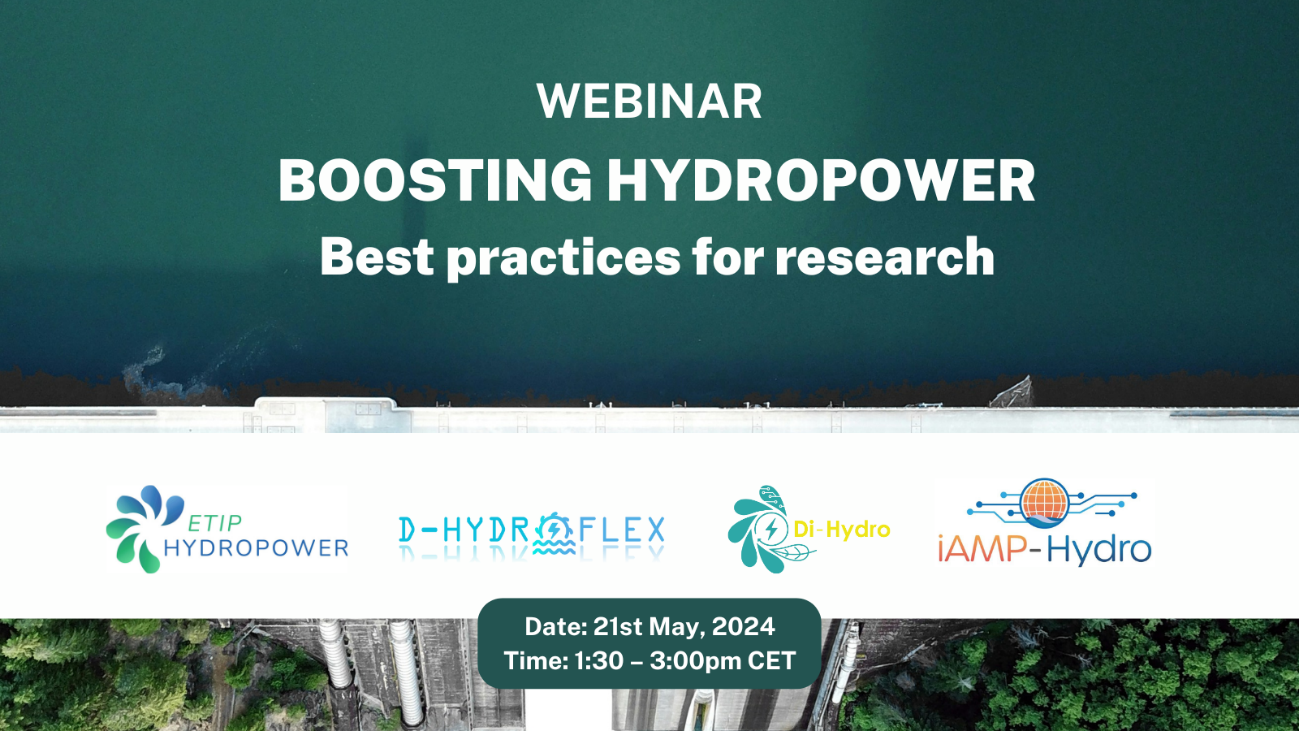 WEBINAR
BOOSTING HYDROPOWER
Best practices for research
ETIP
HYDROPOWER
D-HYDROFLEX
Di-Hydro
iAMP-Hydro
Date: 21st May, 2024
Time: 1:30 – 3:00pm CET